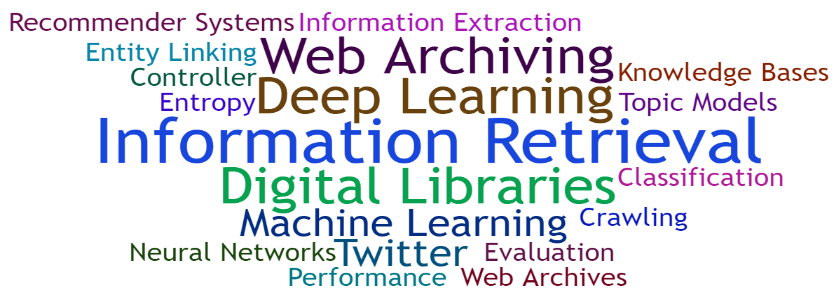 Recommender Systems Information Extraction
Entity Linking Web Archiving
Controller Knowledge Bases
Entropy Deep Learning Topic Models
Information Retrieval
Digital Libraries Classification
Machine Learning Crawling
Neural Networks Twitter Evaluation
Performance Web Archives